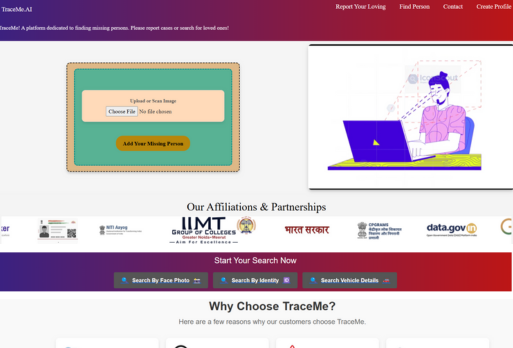 TraceMe.AI
Report Your Loving Find Person Contact Create Profile
TraceMe! A platform dedicated to finding missing persons. Please report cases or search for loved ones!
Upload or Scan Image
Choose File No file chosen
Add Your Missing Person
Our Affiliations & Partnerships
NITI Aayog
IIMT
GROUP OF COLLEGES
Greater Noida-Meerut
Aim For Excellence
भारत सरकार
CPGRAMS
data.gov
Start Your Search Now
Search By Face Photo
Search By Identity
Search Vehicle Details
Why Choose TraceMe?
Here are a few reasons why our customers choose TraceMe.